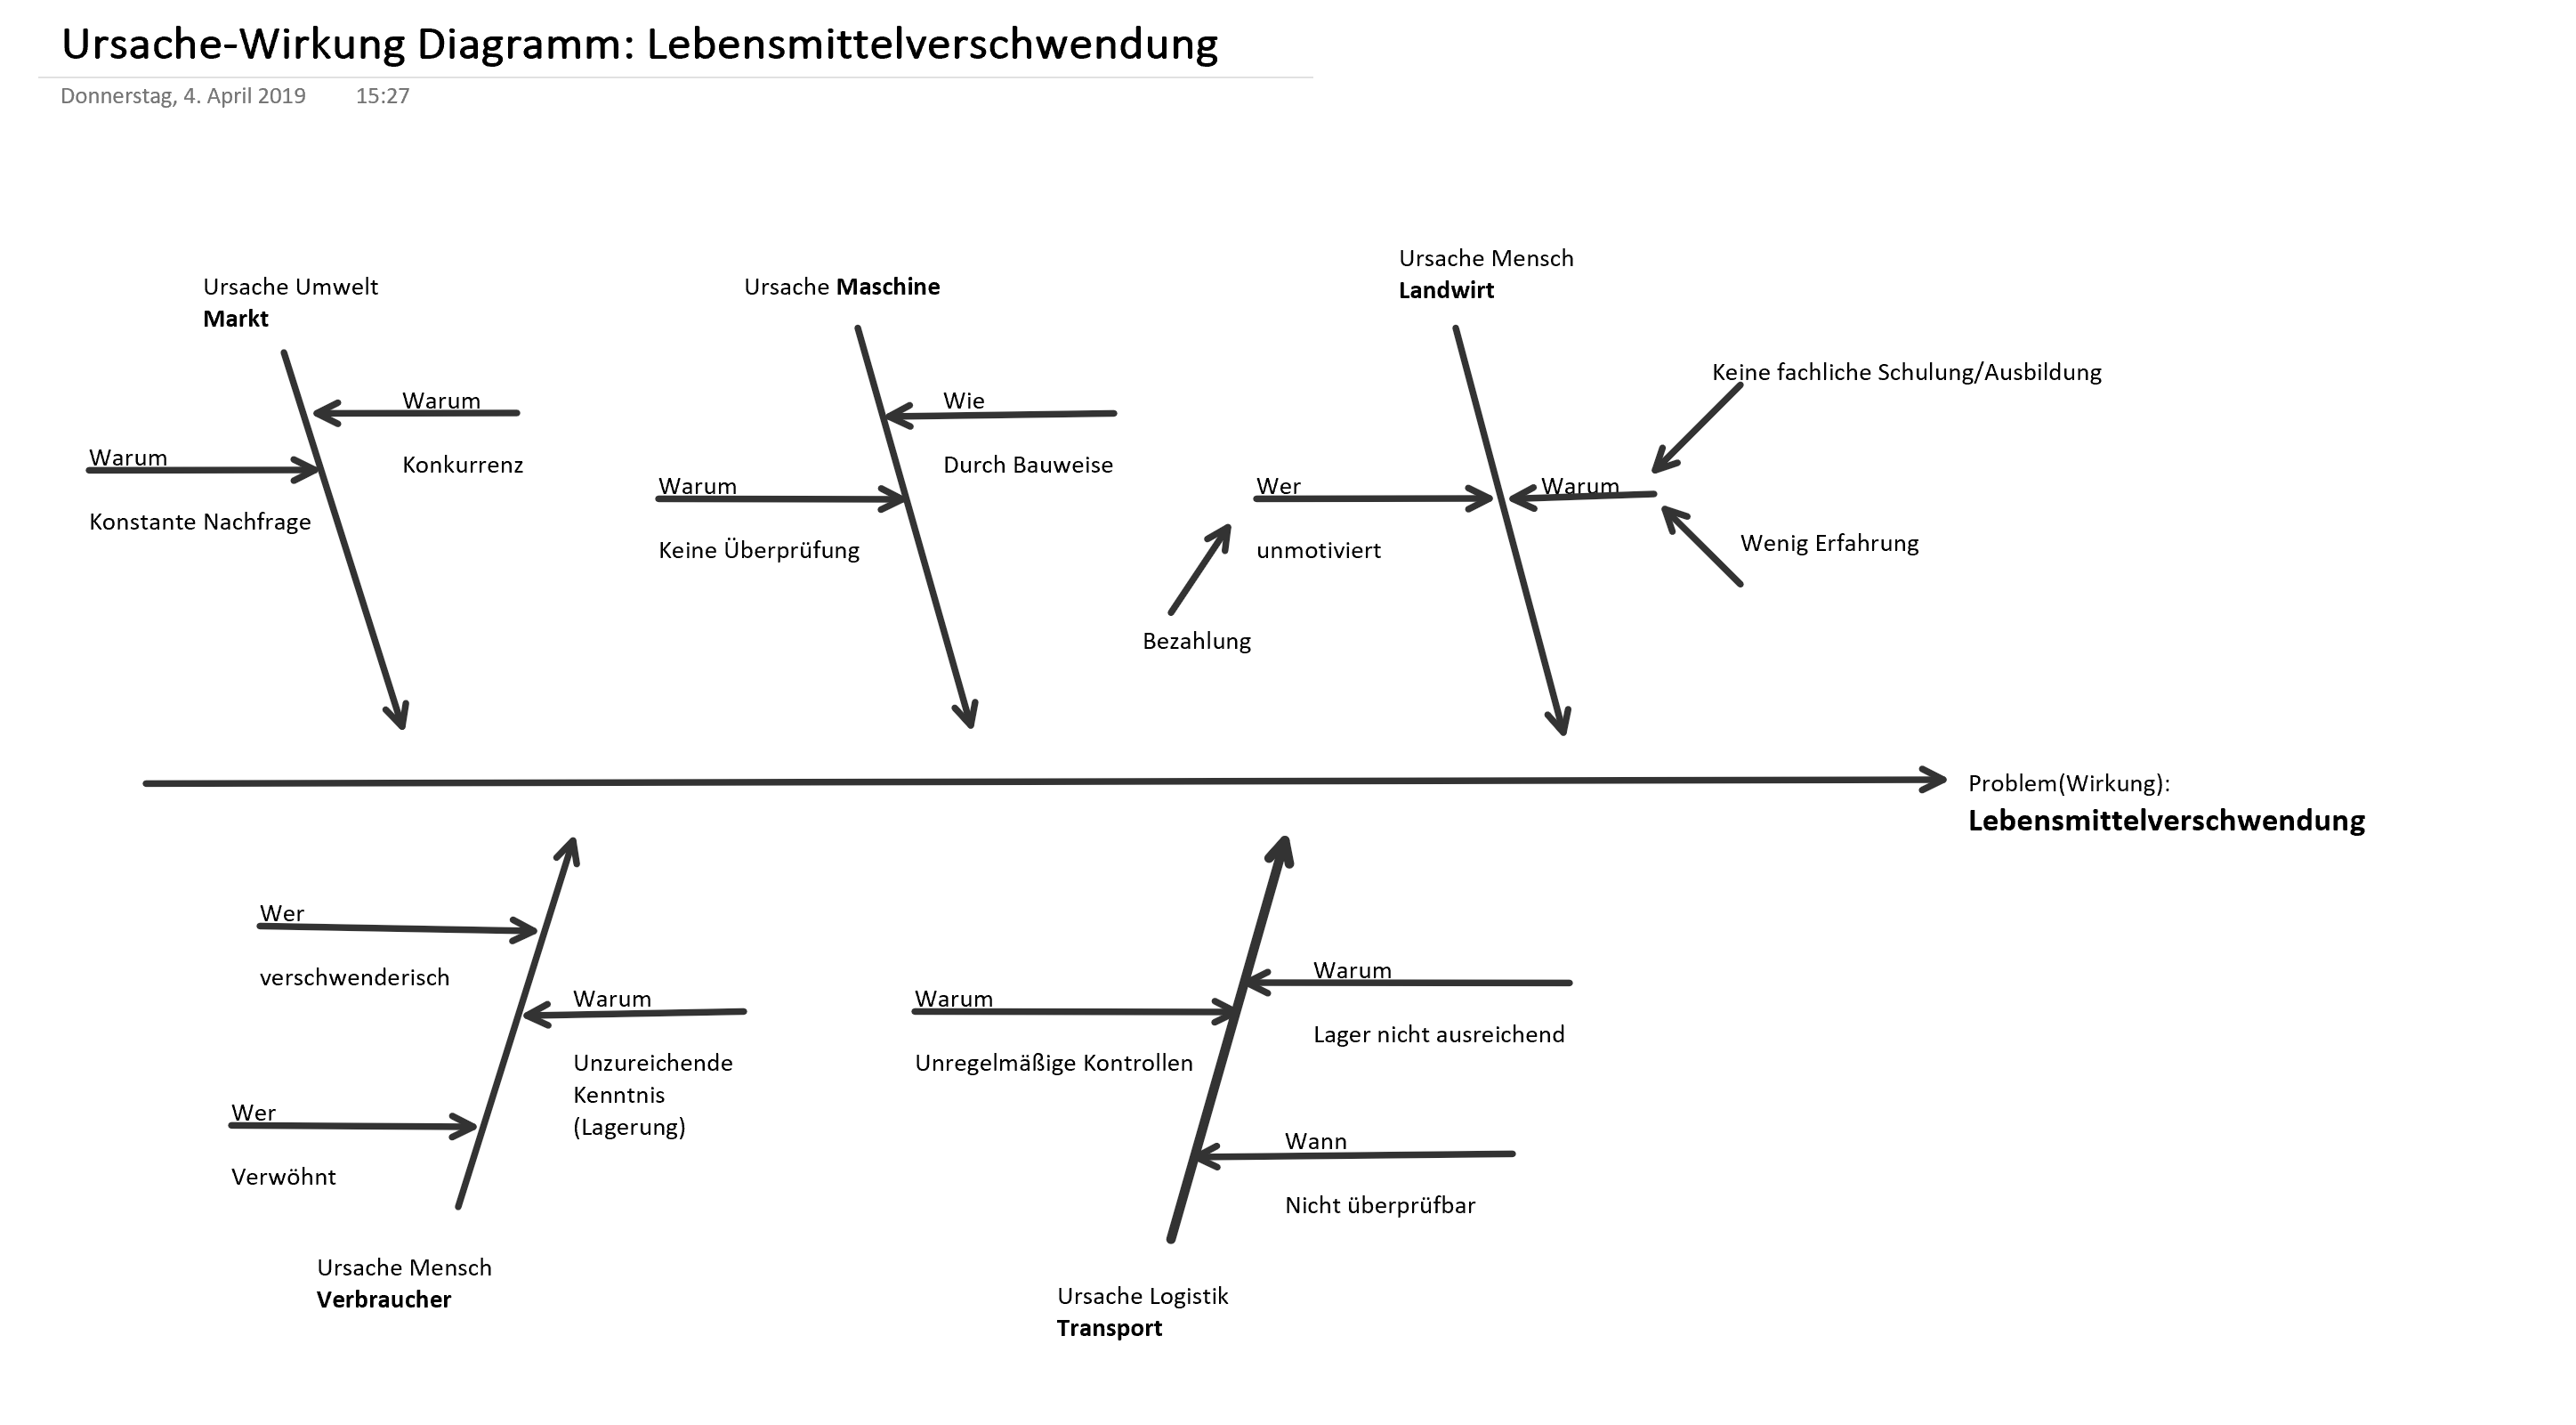 Ursache-Wirkung Diagramm: Lebensmittelverschwendung
Donnerstag, 4. April 2019 15:27
Ursache Umwelt
Markt
Warum
Konkurrenz
Warum
Konstante Nachfrage
Ursache Maschine
Wie
Durch Bauweise
Warum
Keine Überprüfung
Ursache Mensch
Landwirt
Keine fachliche Schulung/Ausbildung
Wer
unmotiviert
Warum
Wenig Erfahrung
Bezahlung
Problem(Wirkung):
Lebensmittelverschwendung
Wer
verschwenderisch
Warum
Unzureichende
Kenntnis
(Lagerung)
Wer
Verwöhnt
Ursache Mensch
Verbraucher
Warum
Lager nicht ausreichend
Warum
Unregelmäßige Kontrollen
Wann
Nicht überprüfbar
Ursache Logistik
Transport